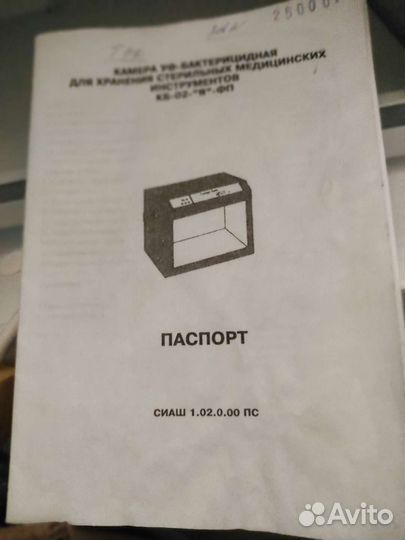 КАМЕРА УФ-БАКТЕРИЦИДНАЯ
ДЛЯ ХРАНЕНИЯ СТЕРИЛЬНЫХ МЕДИЦИНСКИХ
ИНСТРУМЕНТОВ
КБ-02-"Я"-ФП
ПАСПОРТ
СИАШ 1.02.0.00 ПС
Avito